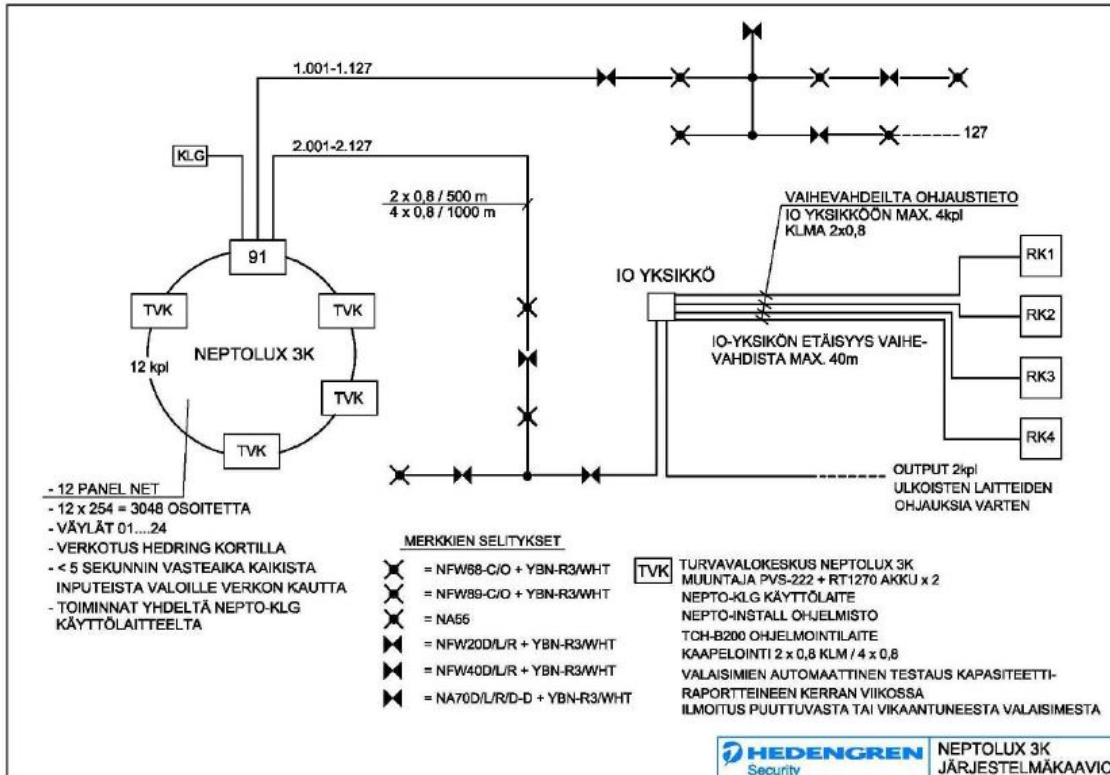 1.001-1.127
KLG
2.001-2.127
127
2 x 0,8 / 500 m
4 x 0,8 / 1000 m
VAIHEVAHDEILTA OHJAUSTIETO
IO YKSIKKÖÖN MAX. 4kpl
KLMA 2x0,8
91
IO YKSIKKÖ
RK1
RK2
RK3
RK4
TVK
TVK
NEPTOLUX 3K
12 kpl
TVK
TVK
IO-YKSIKÖN ETÄISYYS VAIHE-
VAHDISTA MAX. 40m
OUTPUT 2kpl
ULKOISTEN LAITTEIDEN
OHJAUKSIA VARTEN
- 12 PANEL NET
- 12 x 254 = 3048 OSOITETTA
- VÄYLÄT 01....24
- VERKOTUS HEDRING KORTILLA
- < 5 SEKUNNIN VASTEAIKA KAIKISTA
INPUTEISTA VALOILLE VERKON KAUTTA
- TOIMINNAT YHDELTÄ NEPTO-KLG
KÄYTTÖLAITTEELTA
MERKKIEN SELITYKSET
= NFW68-C/O + YBN-R3/WHT
= NFW89-C/O + YBN-R3/WHT
= NA55
= NFW20D/L/R + YBN-R3/WHT
= NFW40D/L/R + YBN-R3/WHT
= NA70D/L/R/D-D + YBN-R3/WHT
TVK
TURVAVALOKESKUS NEPTOLUX 3K
MUUNTAJA PVS-222 + RT1270 AKKU x 2
NEPTO-KLG KÄYTTÖLAITE
NEPTO-INSTALL OHJELMISTO
TCH-B200 OHJELMOINTILAITE
KAAPELOINTI 2 x 0,8 KLM / 4 x 0,8
VALAISIMIEN AUTOMAATTINEN TESTAUS KAPASITEETTI-
RAPORTTEINEEN KERRAN VIIKOSSA
ILMOITUS PUUTTUVASTA TAI VIKAANTUNEESTA VALAISIMESTA
HEDENGREN
Security
NEPTOLUX 3K
JÄRJESTELMÄKAAVIO